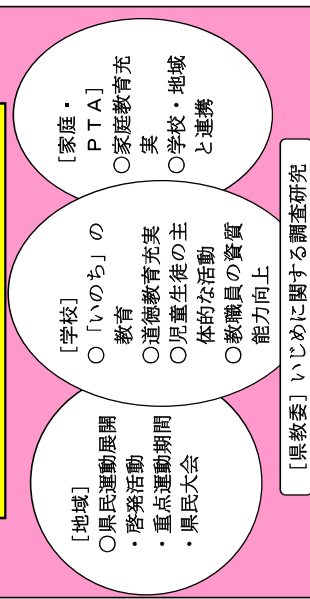 [地域]
○県民運動展開
・啓発活動
・重点運動期間
・県民大会
[学校]
○「いのち」の
教育
○道徳教育充実
○児童生徒の主
体的な活動
○教職員の資質
能力向上
[家庭・
ＰＴＡ]
○家庭教育充
実
○学校・地域
と連携
[県教委] いじめに関する調査研究